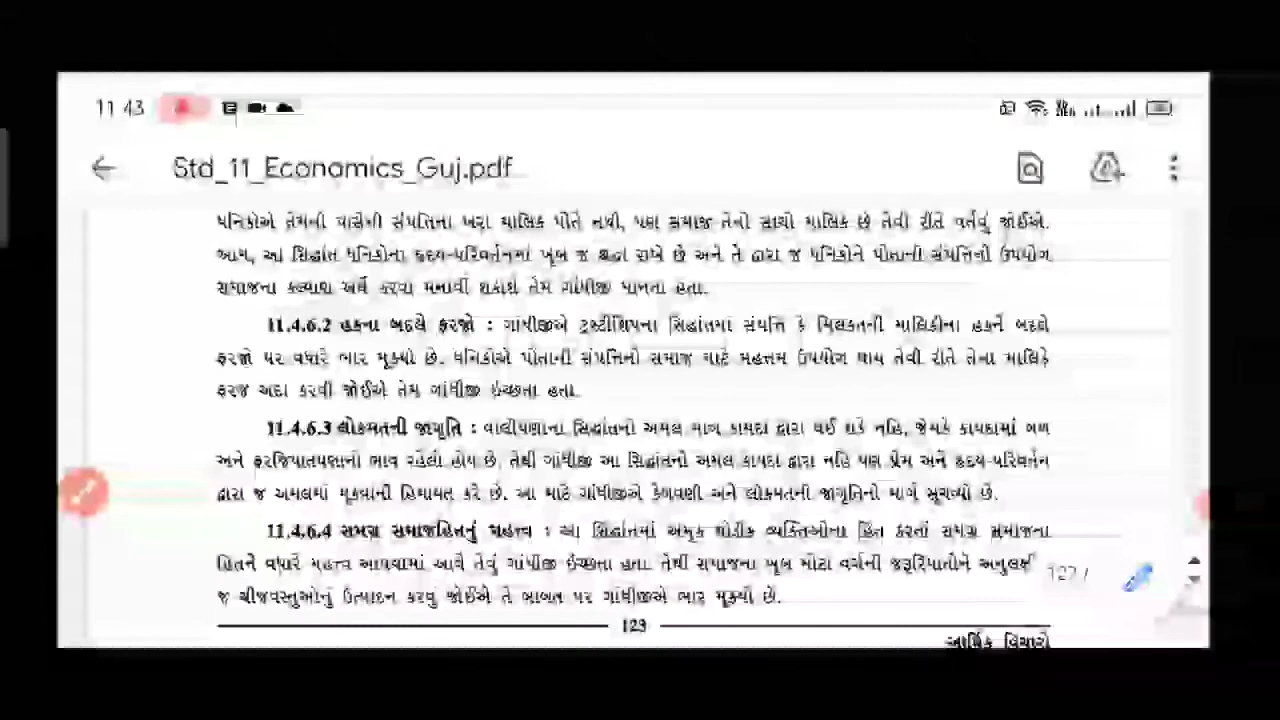 11 43
Std_11_Economics_Guj.pdf
ધનિકોએ તેમની પાસેની સંપત્તિના ખરા માલિક પોતે નથી, પણ સમાજ તેનો સાચો માલિક છે તેવી રીતે વર્તવું જોઈએ.
આમ, આ સિદ્ધાંત ધનિકોના હૃદય-પરિવર્તનમાં ખૂબ જ શ્રદ્ધા રાખે છે અને તે દ્વારા જ ધનિકોને પોતાની સંપત્તિનો ઉપયોગ
સમાજના કલ્યાણ અર્થે કરવા મનાવી શકાશે તેમ ગાંધીજી માનતા હતા.
11.4.6.2 હકના બદલે ફરજો : ગાંધીજીએ ટ્રસ્ટીશિપના સિદ્ધાંતમાં સંપત્તિ કે મિલકતની માલિકીના હકને બદલે
ફરજો પર વધારે ભાર મૂક્યો છે. ધનિકોએ પોતાની સંપત્તિનો સમાજ માટે મહત્તમ ઉપયોગ થાય તેવી રીતે તેના માલિકે
ફરજ અદા કરવી જોઈએ તેમ ગાંધીજી ઇચ્છતા હતા.
11.4.6.3 લોકમતની જાગૃતિ : વાલીપણાના સિદ્ધાંતનો અમલ માત્ર કાયદા દ્વારા થઈ શકે નહિ, જેમકે કાયદામાં બળ
અને ફરજિયાતપણાનો ભાવ રહેલો હોય છે. તેથી ગાંધીજી આ સિદ્ધાંતનો અમલ કાયદા દ્વારા નહિ પણ પ્રેમ અને હૃદય-પરિવર્તન
દ્વારા જ અમલમાં મૂકવાની હિમાયત કરે છે. આ માટે ગાંધીજીએ કેળવણી અને લોકમતની જાગૃતિનો માર્ગ સૂચવ્યો છે.
11.4.6.4 સમગ્ર સમાજહિતનું મહત્ત્વ : આ સિદ્ધાંતમાં અમુક થોડીક વ્યક્તિઓના હિત કરતાં સમગ્ર સમાજના
હિતને વધારે મહત્ત્વ આપવામાં આવે તેવું ગાંધીજી ઇચ્છતા હતા. તેથી સમાજના ખૂબ મોટા વર્ગની જરૂરિયાતોને અનુલક્ષી
જ ચીજવસ્તુઓનું ઉત્પાદન કરવું જોઈએ તે બાબત પર ગાંધીજીએ ભાર મૂક્યો છે.
123
આર્થિક વિચારો